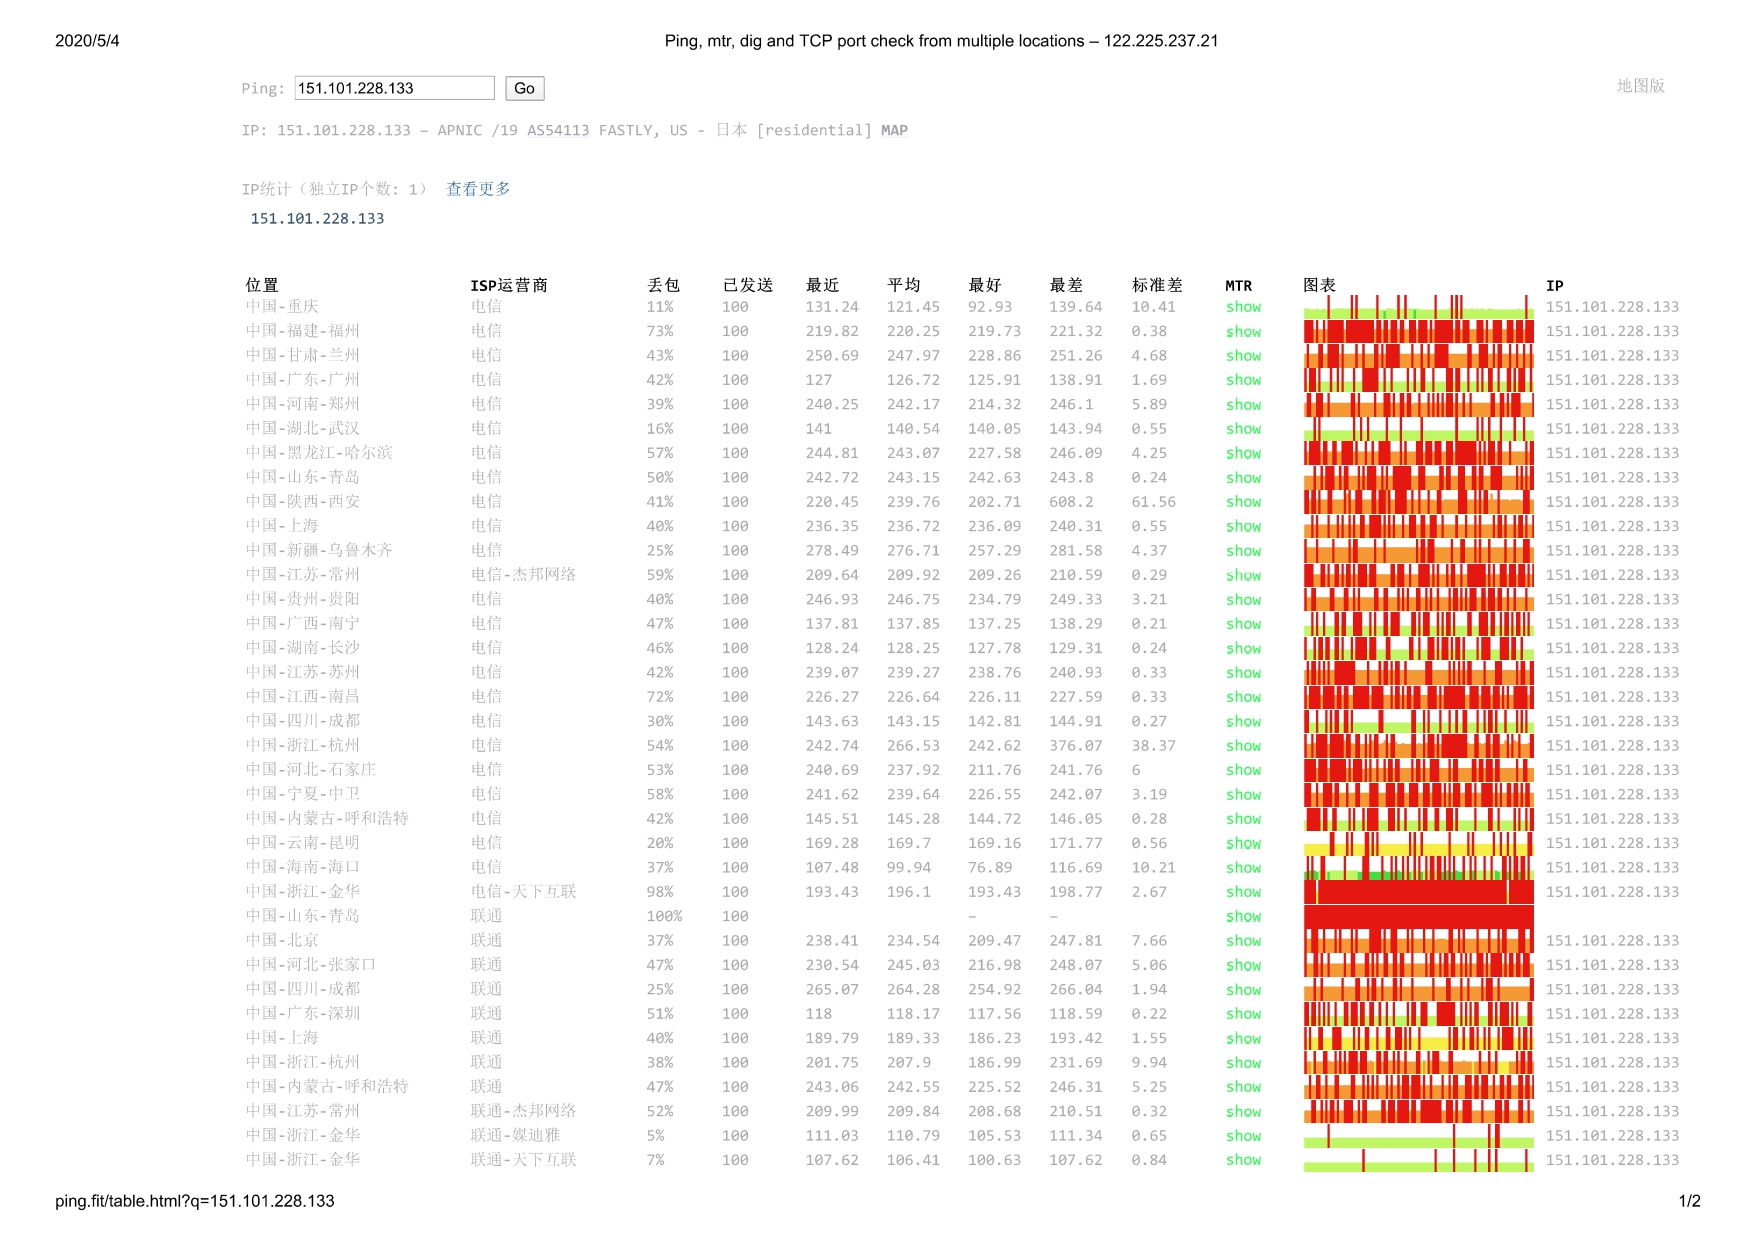 2020/5/4 Ping, mtr, dig and TCP port check from multiple locations – 122.225.237.21
Ping: 151.101.228.133 Go 地图版
IP: 151.101.228.133 – APNIC /19 AS54113 FASTLY, US - 日本 [residential] MAP
IP统计（独立IP个数: 1） 查看更多
151.101.228.133
位置 ISP运营商 丢包 已发送 最近 平均 最好 最差 标准差 MTR 图表 IP
中国-重庆 电信 11% 100 131.24 121.45 92.93 139.64 10.41 show 151.101.228.133
中国-福建-福州 电信 73% 100 219.82 220.25 219.73 221.32 0.38 show 151.101.228.133
中国-甘肃-兰州 电信 43% 100 250.69 247.97 228.86 251.26 4.68 show 151.101.228.133
中国-广东-广州 电信 42% 100 127 126.72 125.91 138.91 1.69 show 151.101.228.133
中国-河南-郑州 电信 39% 100 240.25 242.17 214.32 246.1 5.89 show 151.101.228.133
中国-湖北-武汉 电信 16% 100 141 140.54 140.05 143.94 0.55 show 151.101.228.133
中国-黑龙江-哈尔滨 电信 57% 100 244.81 243.07 227.58 246.09 4.25 show 151.101.228.133
中国-山东-青岛 电信 50% 100 242.72 243.15 242.63 243.8 0.24 show 151.101.228.133
中国-陕西-西安 电信 41% 100 220.45 239.76 202.71 608.2 61.56 show 151.101.228.133
中国-上海 电信 40% 100 236.35 236.72 236.09 240.31 0.55 show 151.101.228.133
中国-新疆-乌鲁木齐 电信 25% 100 278.49 276.71 257.29 281.58 4.37 show 151.101.228.133
中国-江苏-常州 电信-杰邦网络 59% 100 209.64 209.92 209.26 210.59 0.29 show 151.101.228.133
中国-贵州-贵阳 电信 40% 100 246.93 246.75 234.79 249.33 3.21 show 151.101.228.133
中国-广西-南宁 电信 47% 100 137.81 137.85 137.25 138.29 0.21 show 151.101.228.133
中国-湖南-长沙 电信 46% 100 128.24 128.25 127.78 129.31 0.24 show 151.101.228.133
中国-江苏-苏州 电信 42% 100 239.07 239.27 238.76 240.93 0.33 show 151.101.228.133
中国-江西-南昌 电信 72% 100 226.27 226.64 226.11 227.59 0.33 show 151.101.228.133
中国-四川-成都 电信 30% 100 143.63 143.15 142.81 144.91 0.27 show 151.101.228.133
中国-浙江-杭州 电信 54% 100 242.74 266.53 242.62 376.07 38.37 show 151.101.228.133
中国-河北-石家庄 电信 53% 100 240.69 237.92 211.76 241.76 6 show 151.101.228.133
中国-宁夏-中卫 电信 58% 100 241.62 239.64 226.55 242.07 3.19 show 151.101.228.133
中国-内蒙古-呼和浩特 电信 42% 100 145.51 145.28 144.72 146.05 0.28 show 151.101.228.133
中国-云南-昆明 电信 20% 100 169.28 169.7 169.16 171.77 0.56 show 151.101.228.133
中国-海南-海口 电信 37% 100 107.48 99.94 76.89 116.69 10.21 show 151.101.228.133
中国-浙江-金华 电信-天下互联 98% 100 193.43 196.1 193.43 198.77 2.67 show 151.101.228.133
中国-山东-青岛 联通 100% 100 – – show
中国-北京 联通 37% 100 238.41 234.54 209.47 247.81 7.66 show 151.101.228.133
中国-河北-张家口 联通 47% 100 230.54 245.03 216.98 248.07 5.06 show 151.101.228.133
中国-四川-成都 联通 25% 100 265.07 264.28 254.92 266.04 1.94 show 151.101.228.133
中国-广东-深圳 联通 51% 100 118 118.17 117.56 118.59 0.22 show 151.101.228.133
中国-上海 联通 40% 100 189.79 189.33 186.23 193.42 1.55 show 151.101.228.133
中国-浙江-杭州 联通 38% 100 201.75 207.9 186.99 231.69 9.94 show 151.101.228.133
中国-内蒙古-呼和浩特 联通 47% 100 243.06 242.55 225.52 246.31 5.25 show 151.101.228.133
中国-江苏-常州 联通-杰邦网络 52% 100 209.99 209.84 208.68 210.51 0.32 show 151.101.228.133
中国-浙江-金华 联通-媒迪雅 5% 100 111.03 110.79 105.53 111.34 0.65 show 151.101.228.133
中国-浙江-金华 联通-天下互联 7% 100 107.62 106.41 100.63 107.62 0.84 show 151.101.228.133
ping.fit/table.html?q=151.101.228.133 1/2